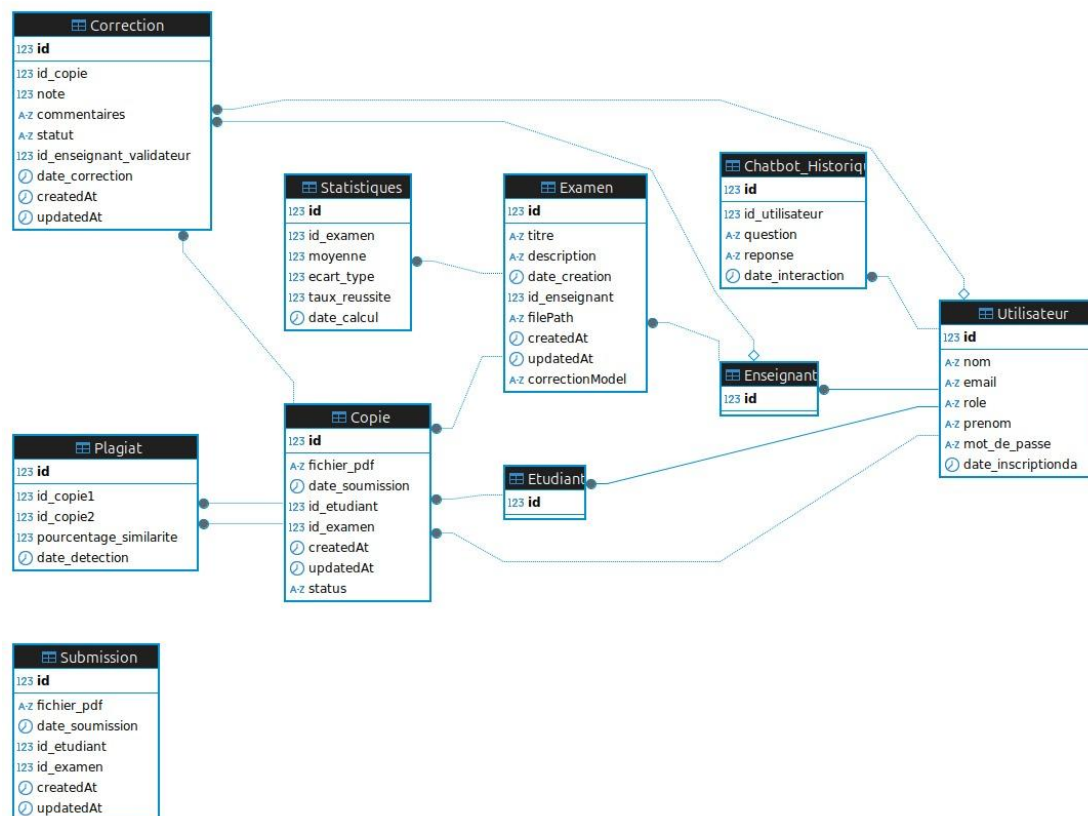 Correction
123 id
123 id_copie
123 note
A-Z commentaires
A-Z statut
123 id_enseignant_validateur
date_correction
createdAt
updatedAt
Statistiques
123 id
123 id_examen
123 moyenne
123 ecart_type
123 taux_reussite
date_calcul
Examen
123 id
A-Z titre
A-Z description
date_creation
123 id_enseignant
A-Z filePath
createdAt
updatedAt
A-Z correctionModel
Chatbot_Historiqu
123 id
123 id_utilisateur
A-Z question
A-Z reponse
date_interaction
Utilisateur
123 id
A-Z nom
A-Z email
A-Z role
A-Z prenom
A-Z mot_de_passe
date_inscriptionda
Enseignant
123 id
Copie
123 id
A-Z fichier_pdf
date_soumission
123 id_etudiant
123 id_examen
createdAt
updatedAt
A-Z status
Plagiat
123 id
123 id_copie1
123 id_copie2
123 pourcentage_similarite
date_detection
Etudiant
123 id
Submission
123 id
A-Z fichier_pdf
date_soumission
123 id_etudiant
123 id_examen
createdAt
updatedAt